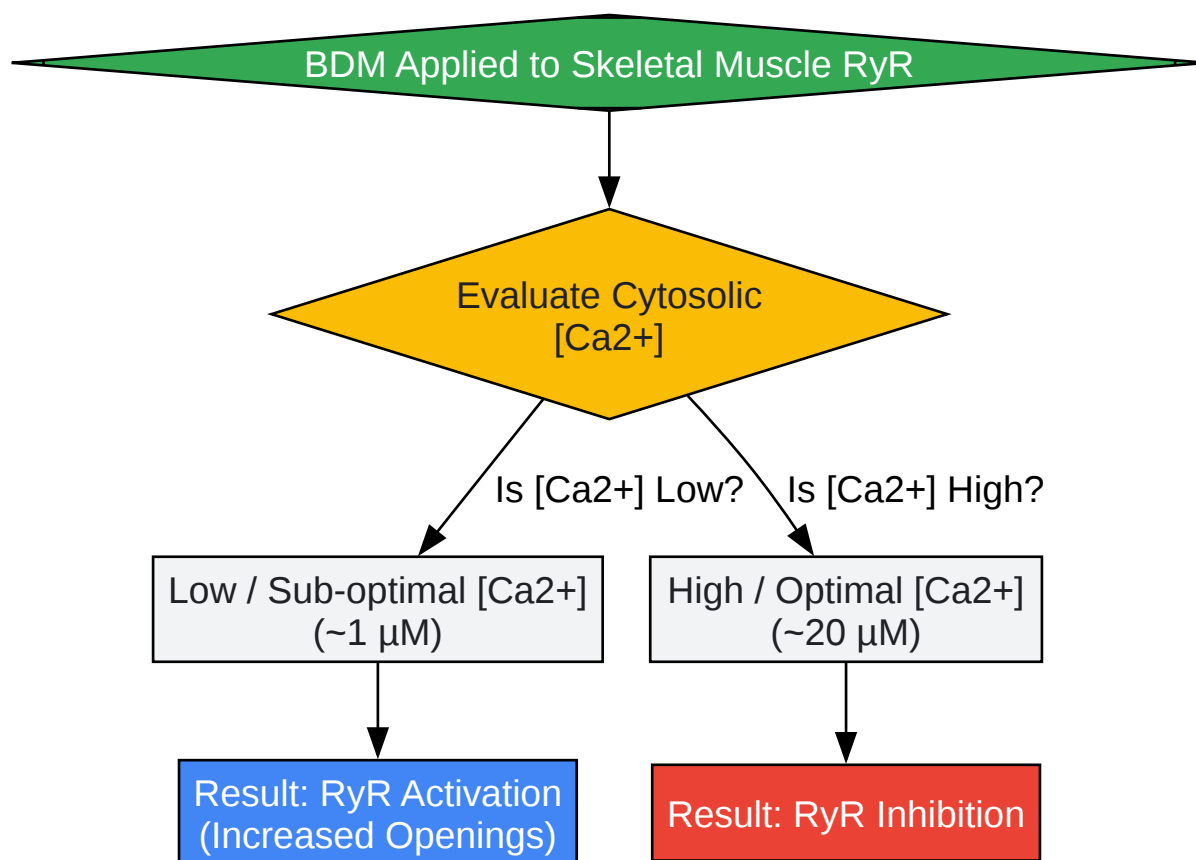 BDM Applied to Skeletal Muscle RyR
Evaluate Cytosolic
[Ca2+]
Is [Ca2+] Low?
Is [Ca2+] High?
Low / Sub-optimal [Ca2+]
(~1 µM)
High / Optimal [Ca2+]
(~20 µM)
Result: RyR Activation
(Increased Openings)
Result: RyR Inhibition